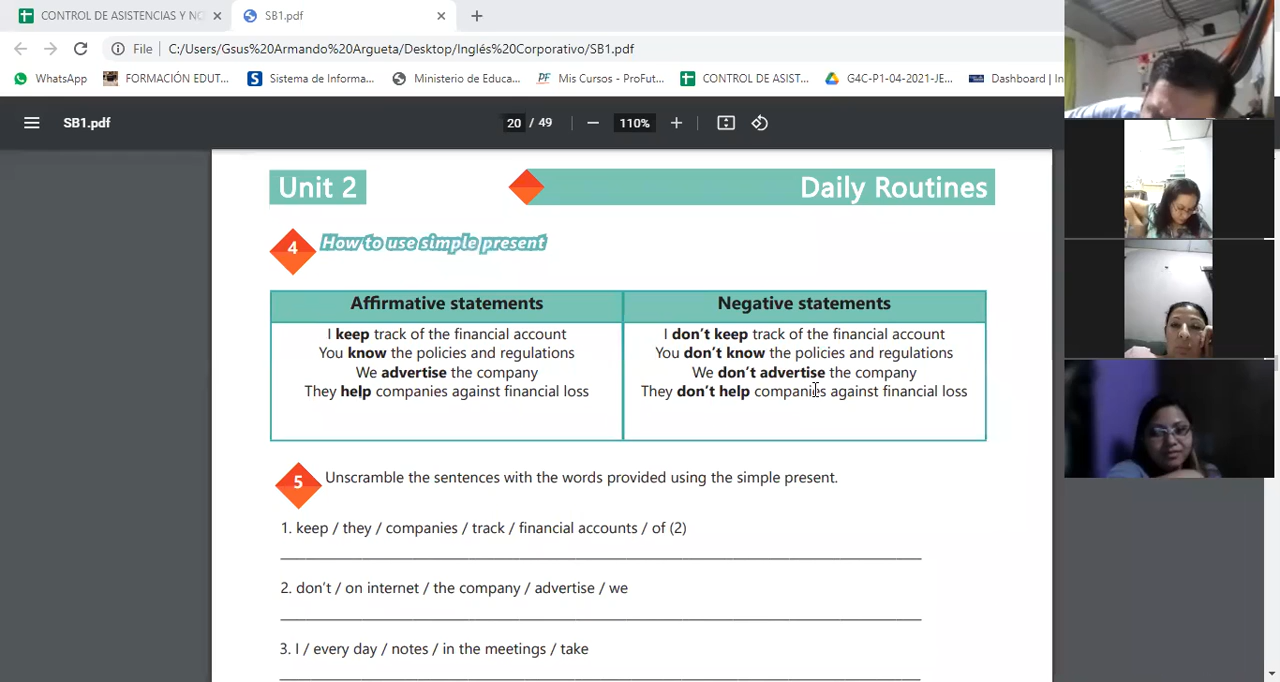 CONTROL DE ASISTENCIAS Y NO
SB1.pdf
File
C:/Users/Gsus%20Armando%20Argueta/Desktop/Inglés%20Corporativo/SB1.pdf
WhatsApp
FORMACIÓN EDUT...
Sistema de Informa...
Ministerio de Educa...
PF Mis Cursos - ProFut...
CONTROL DE ASIST...
G4C-P1-04-2021-JE...
Dashboard | In
SB1.pdf
20 / 49
110%
Unit 2
Daily Routines
4 How to use simple present
Affirmative statements
I keep track of the financial account
You know the policies and regulations
We advertise the company
They help companies against financial loss
Negative statements
I don't keep track of the financial account
You don't know the policies and regulations
We don't advertise the company
They don't help companies against financial loss
5 Unscramble the sentences with the words provided using the simple present.
1. keep / they / companies / track / financial accounts / of (2)
2. don't / on internet / the company / advertise / we
3. I / every day / notes / in the meetings / take